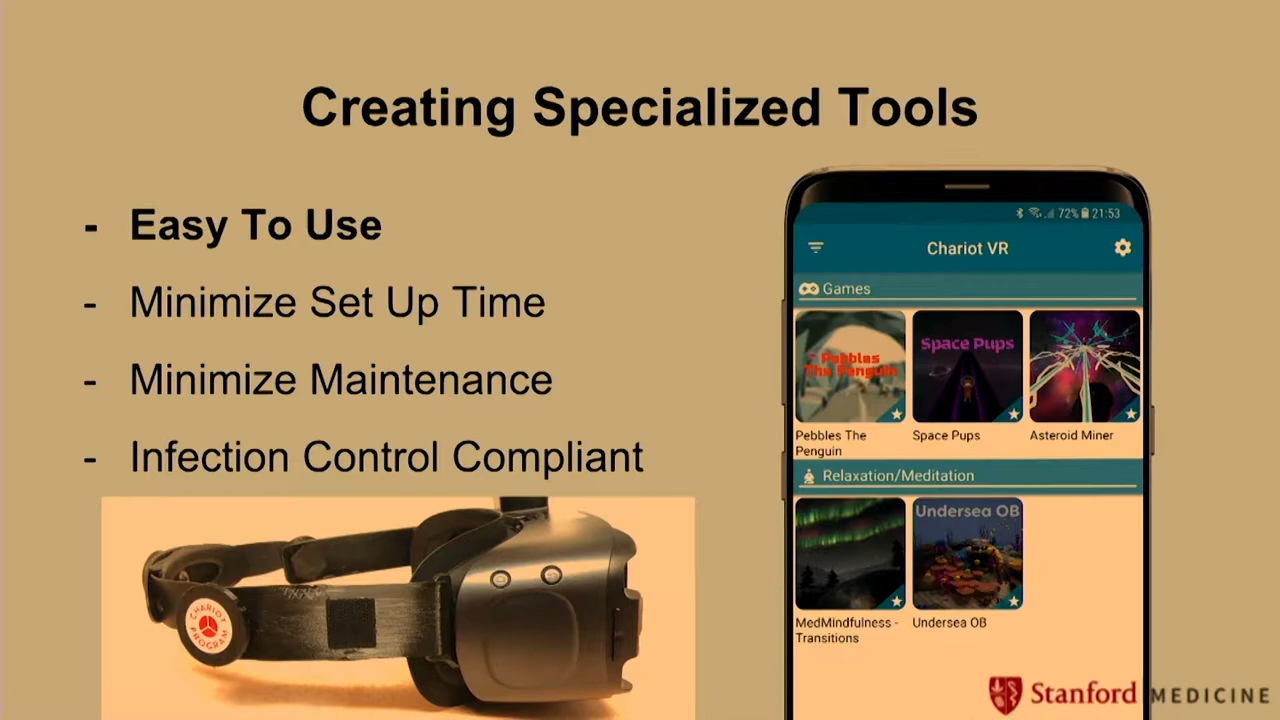 Creating Specialized Tools
- Easy To Use
- Minimize Set Up Time
- Minimize Maintenance
- Infection Control Compliant
CHARIOT PROGRAM
72% 21:53
Chariot VR
Games
Pebbles
The Penguin
Space Pups
Pebbles The
Penguin
Space Pups
Asteroid Miner
Relaxation/Meditation
Undersea OB
MedMindfulness -
Transitions
Undersea OB
Stanford MEDICINE